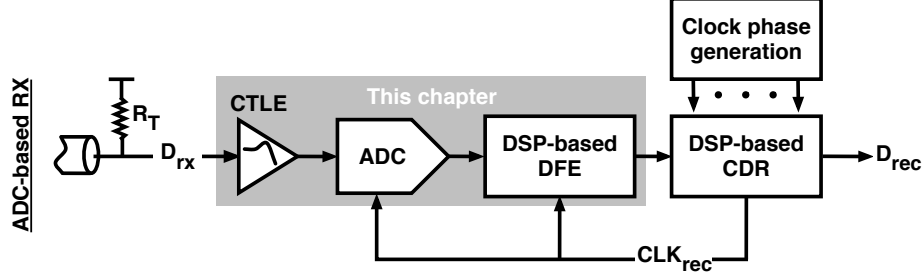 ADC-based RX
R_T
D_rx
CTLE
This chapter
ADC
DSP-based
DFE
Clock phase
generation
DSP-based
CDR
D_rec
CLK_rec